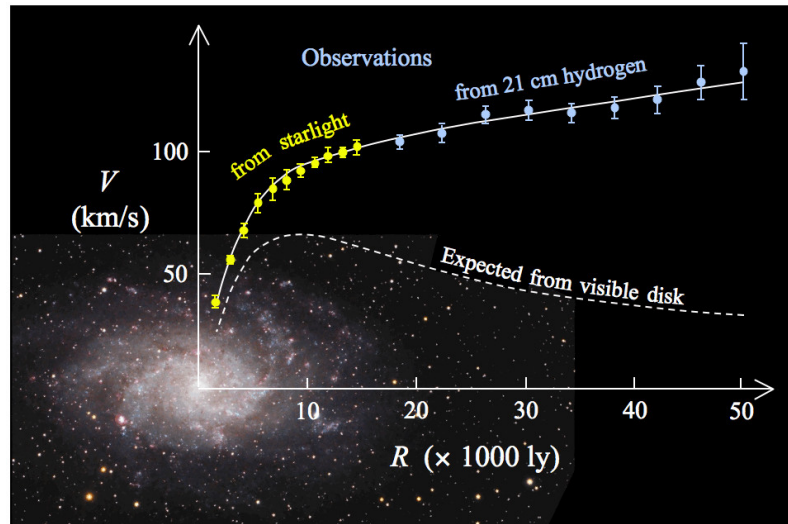 Observations
from 21 cm hydrogen
from starlight
100
V
(km/s)
50
Expected from visible disk
10
20
30
40
50
R (× 1000 ly)